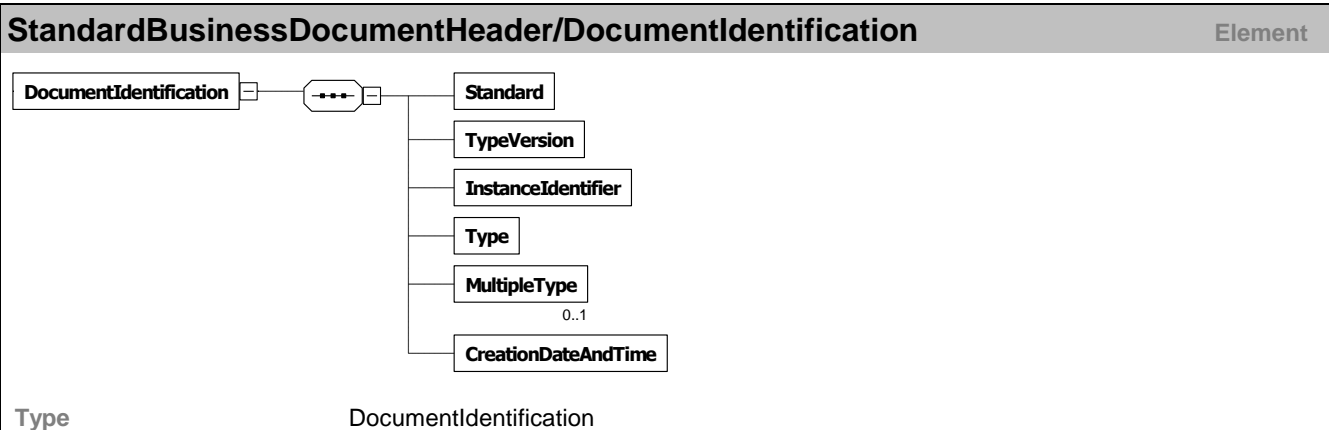 StandardBusinessDocumentHeader/DocumentIdentification Element
DocumentIdentification
Standard
TypeVersion
InstanceIdentifier
Type
MultipleType
0..1
CreationDateAndTime
Type DocumentIdentification